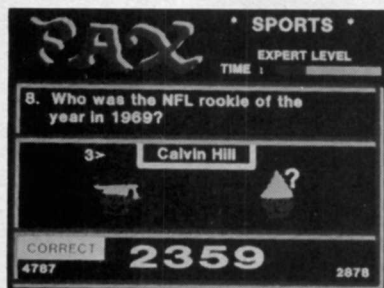 FAX
* SPORTS *
EXPERT LEVEL
TIME :
8. Who was the NFL rookie of the
year in 1969?
3> Calvin Hill
?
CORRECT
2359
4767
2878